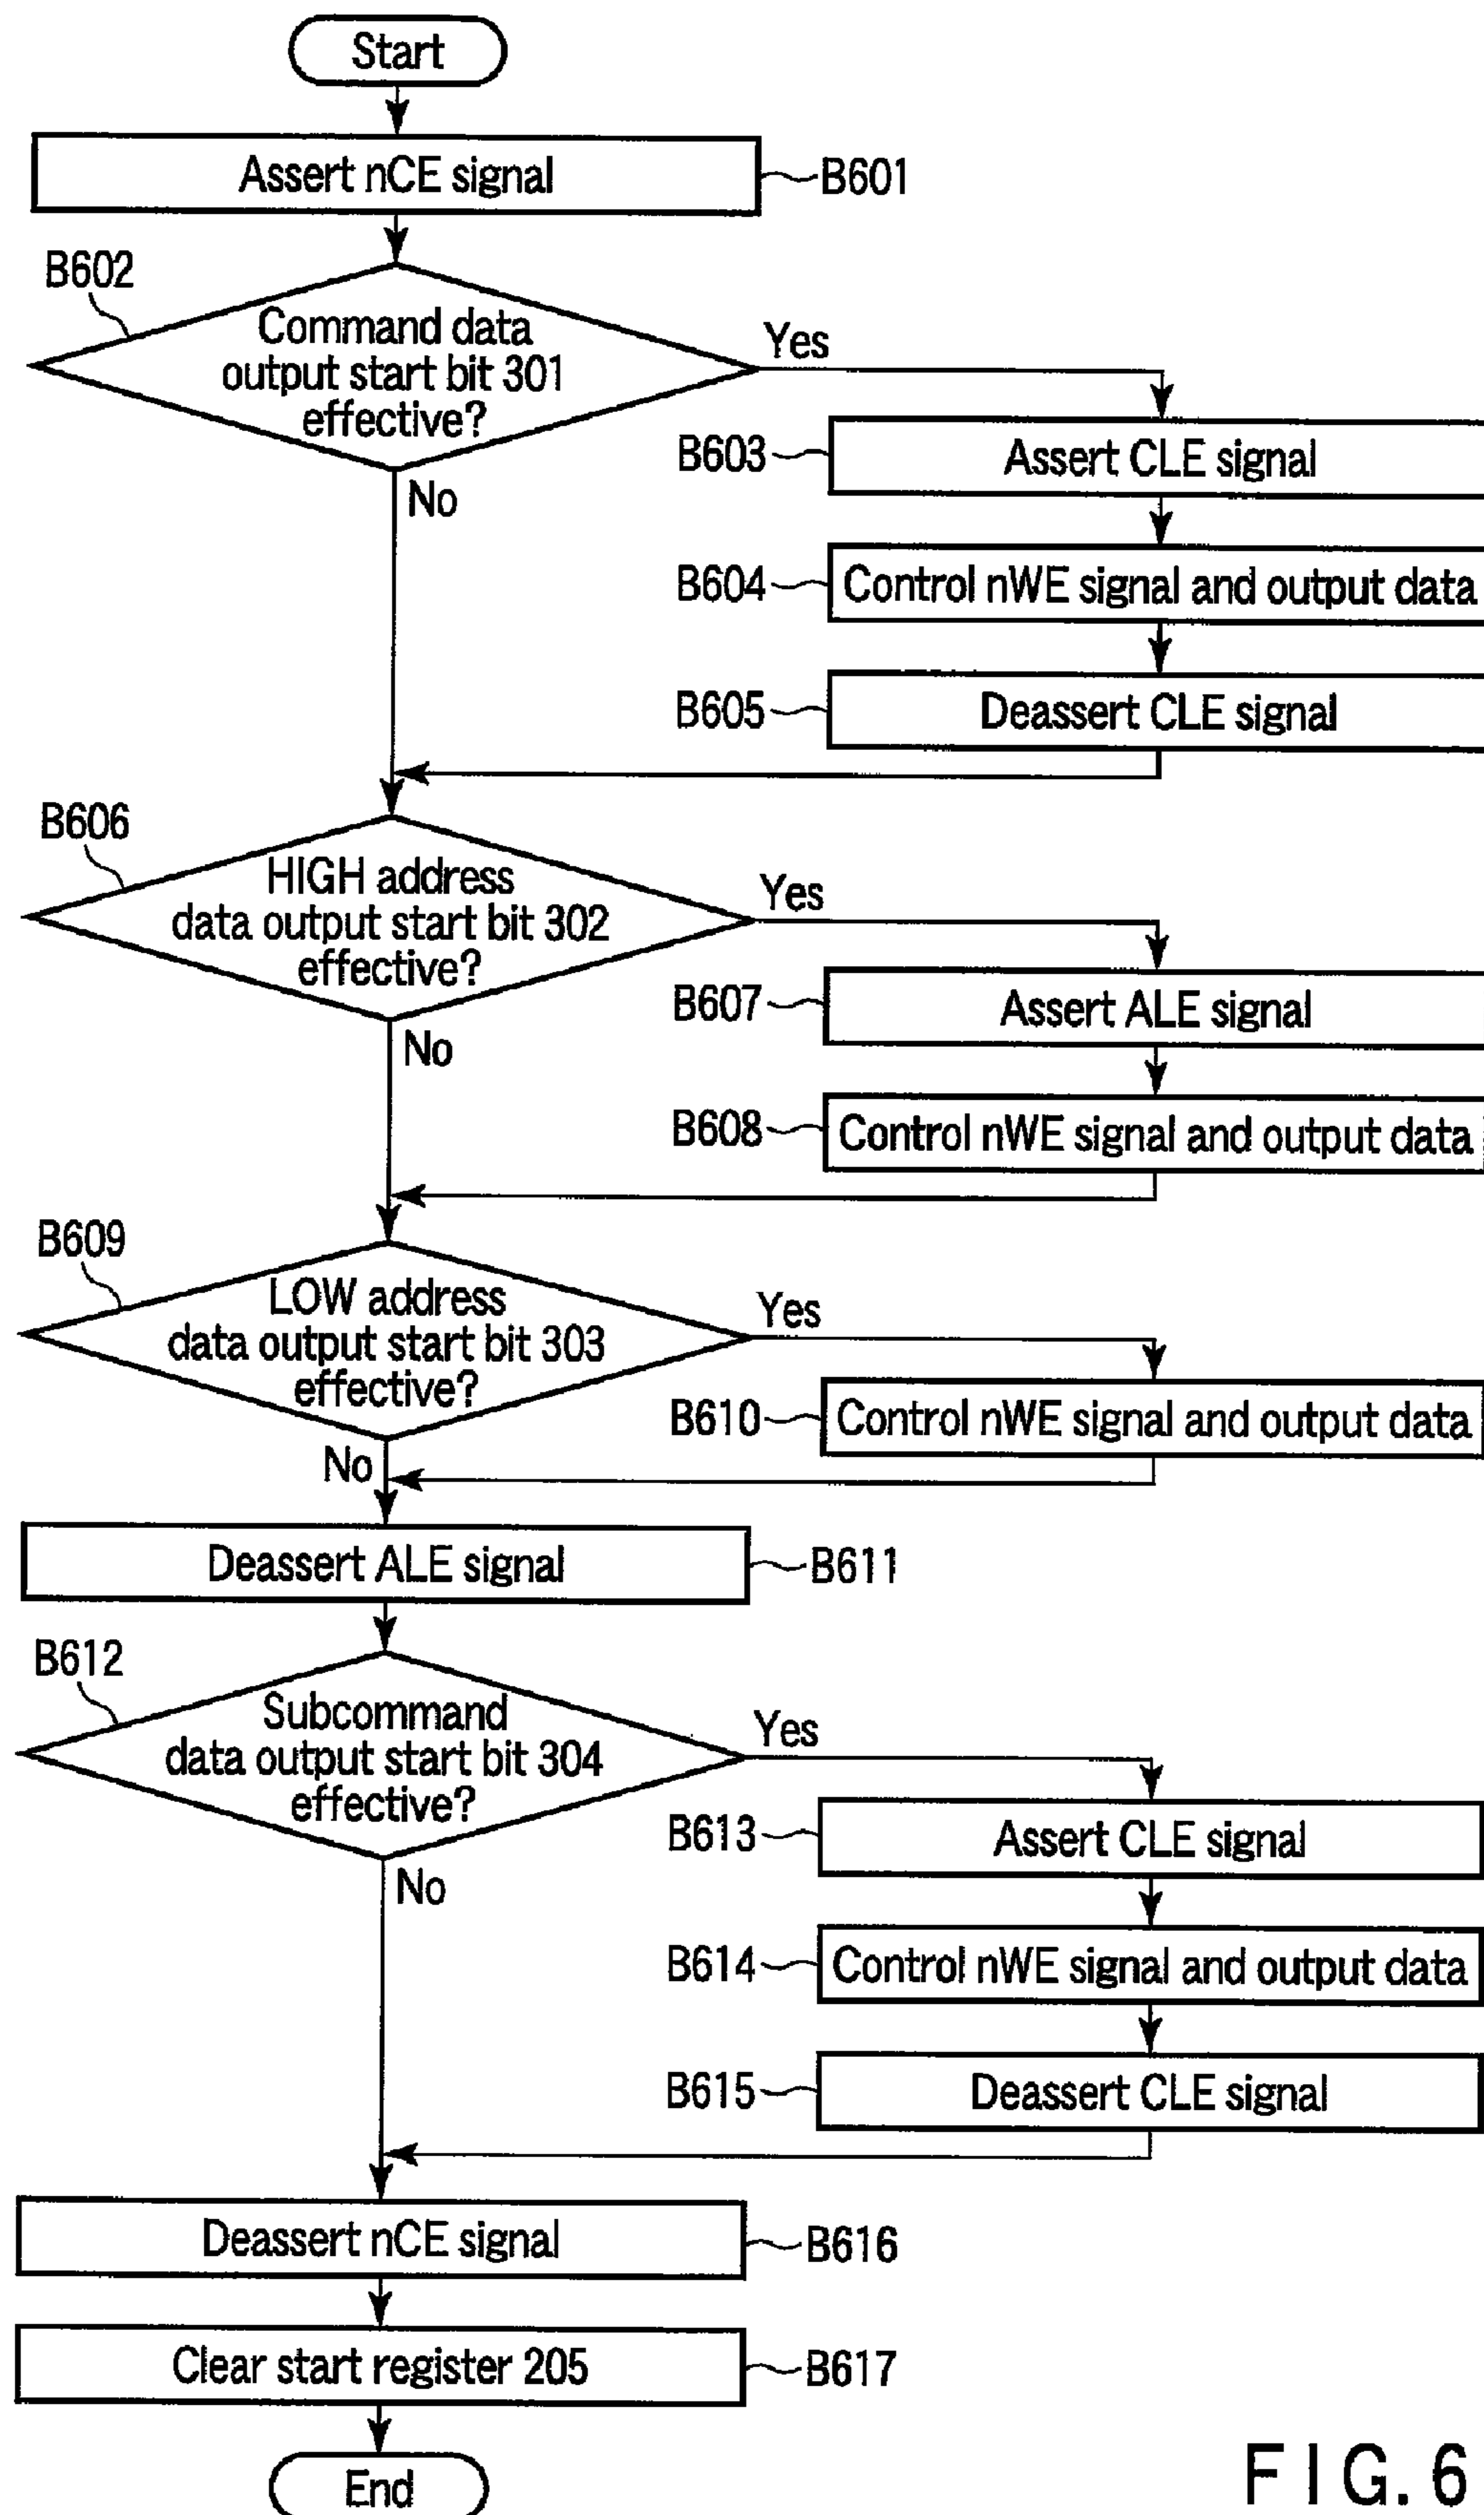 Start
Assert nCE signal
B601
B602
Command data
output start bit 301
effective?
Yes
No
B603
Assert CLE signal
B604
Control nWE signal and output data
B605
Deassert CLE signal
B606
HIGH address
data output start bit 302
effective?
Yes
No
B607
Assert ALE signal
B608
Control nWE signal and output data
B609
LOW address
data output start bit 303
effective?
Yes
No
B610
Control nWE signal and output data
Deassert ALE signal
B611
B612
Subcommand
data output start bit 304
effective?
Yes
No
B613
Assert CLE signal
B614
Control nWE signal and output data
B615
Deassert CLE signal
Deassert nCE signal
B616
Clear start register 205
B617
End
FIG. 6